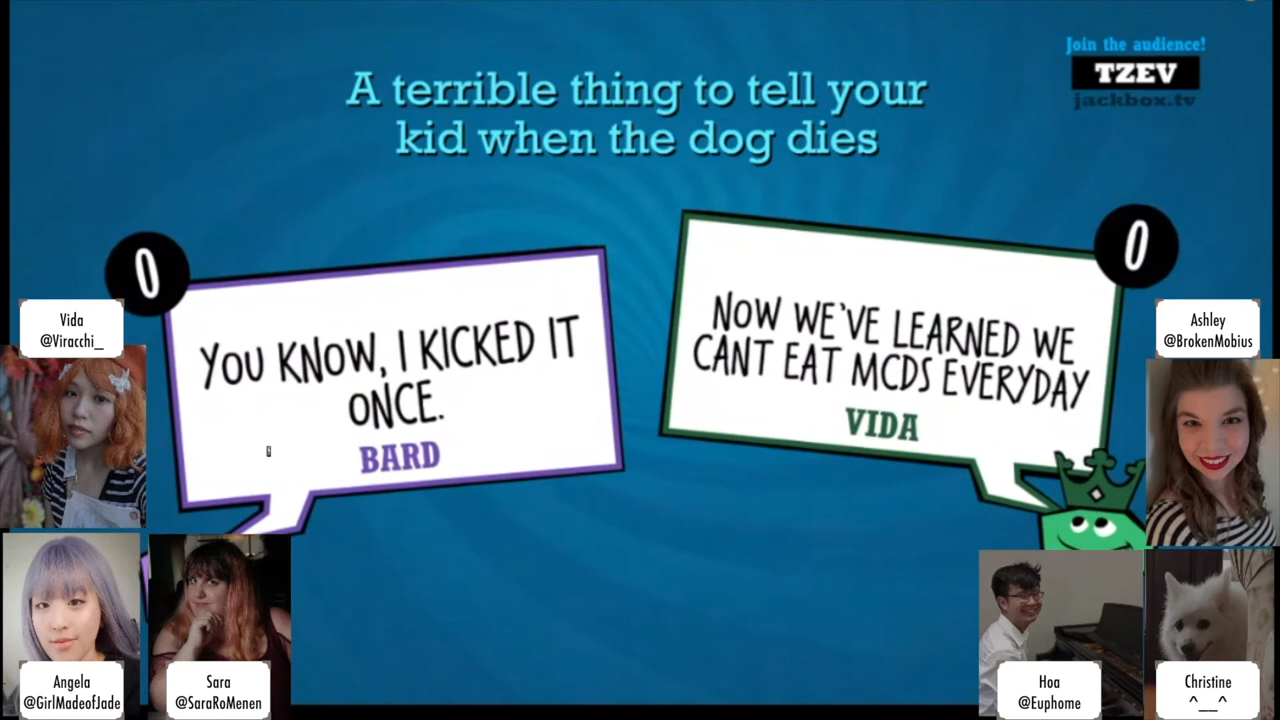 Join the audience!
TZEV
jackbox.tv
A terrible thing to tell your
kid when the dog dies
0
YOU KNOW, I KICKED IT
ONCE.
BARD
0
NOW WE'VE LEARNED WE
CANT EAT MCDS EVERYDAY
VIDA
Vida
@Viracchi_
Ashley
@BrokenMobius
Angela
@GirlMadeofJade
Sara
@SaraRoMenen
Hoa
@Euphome
Christine
^__^